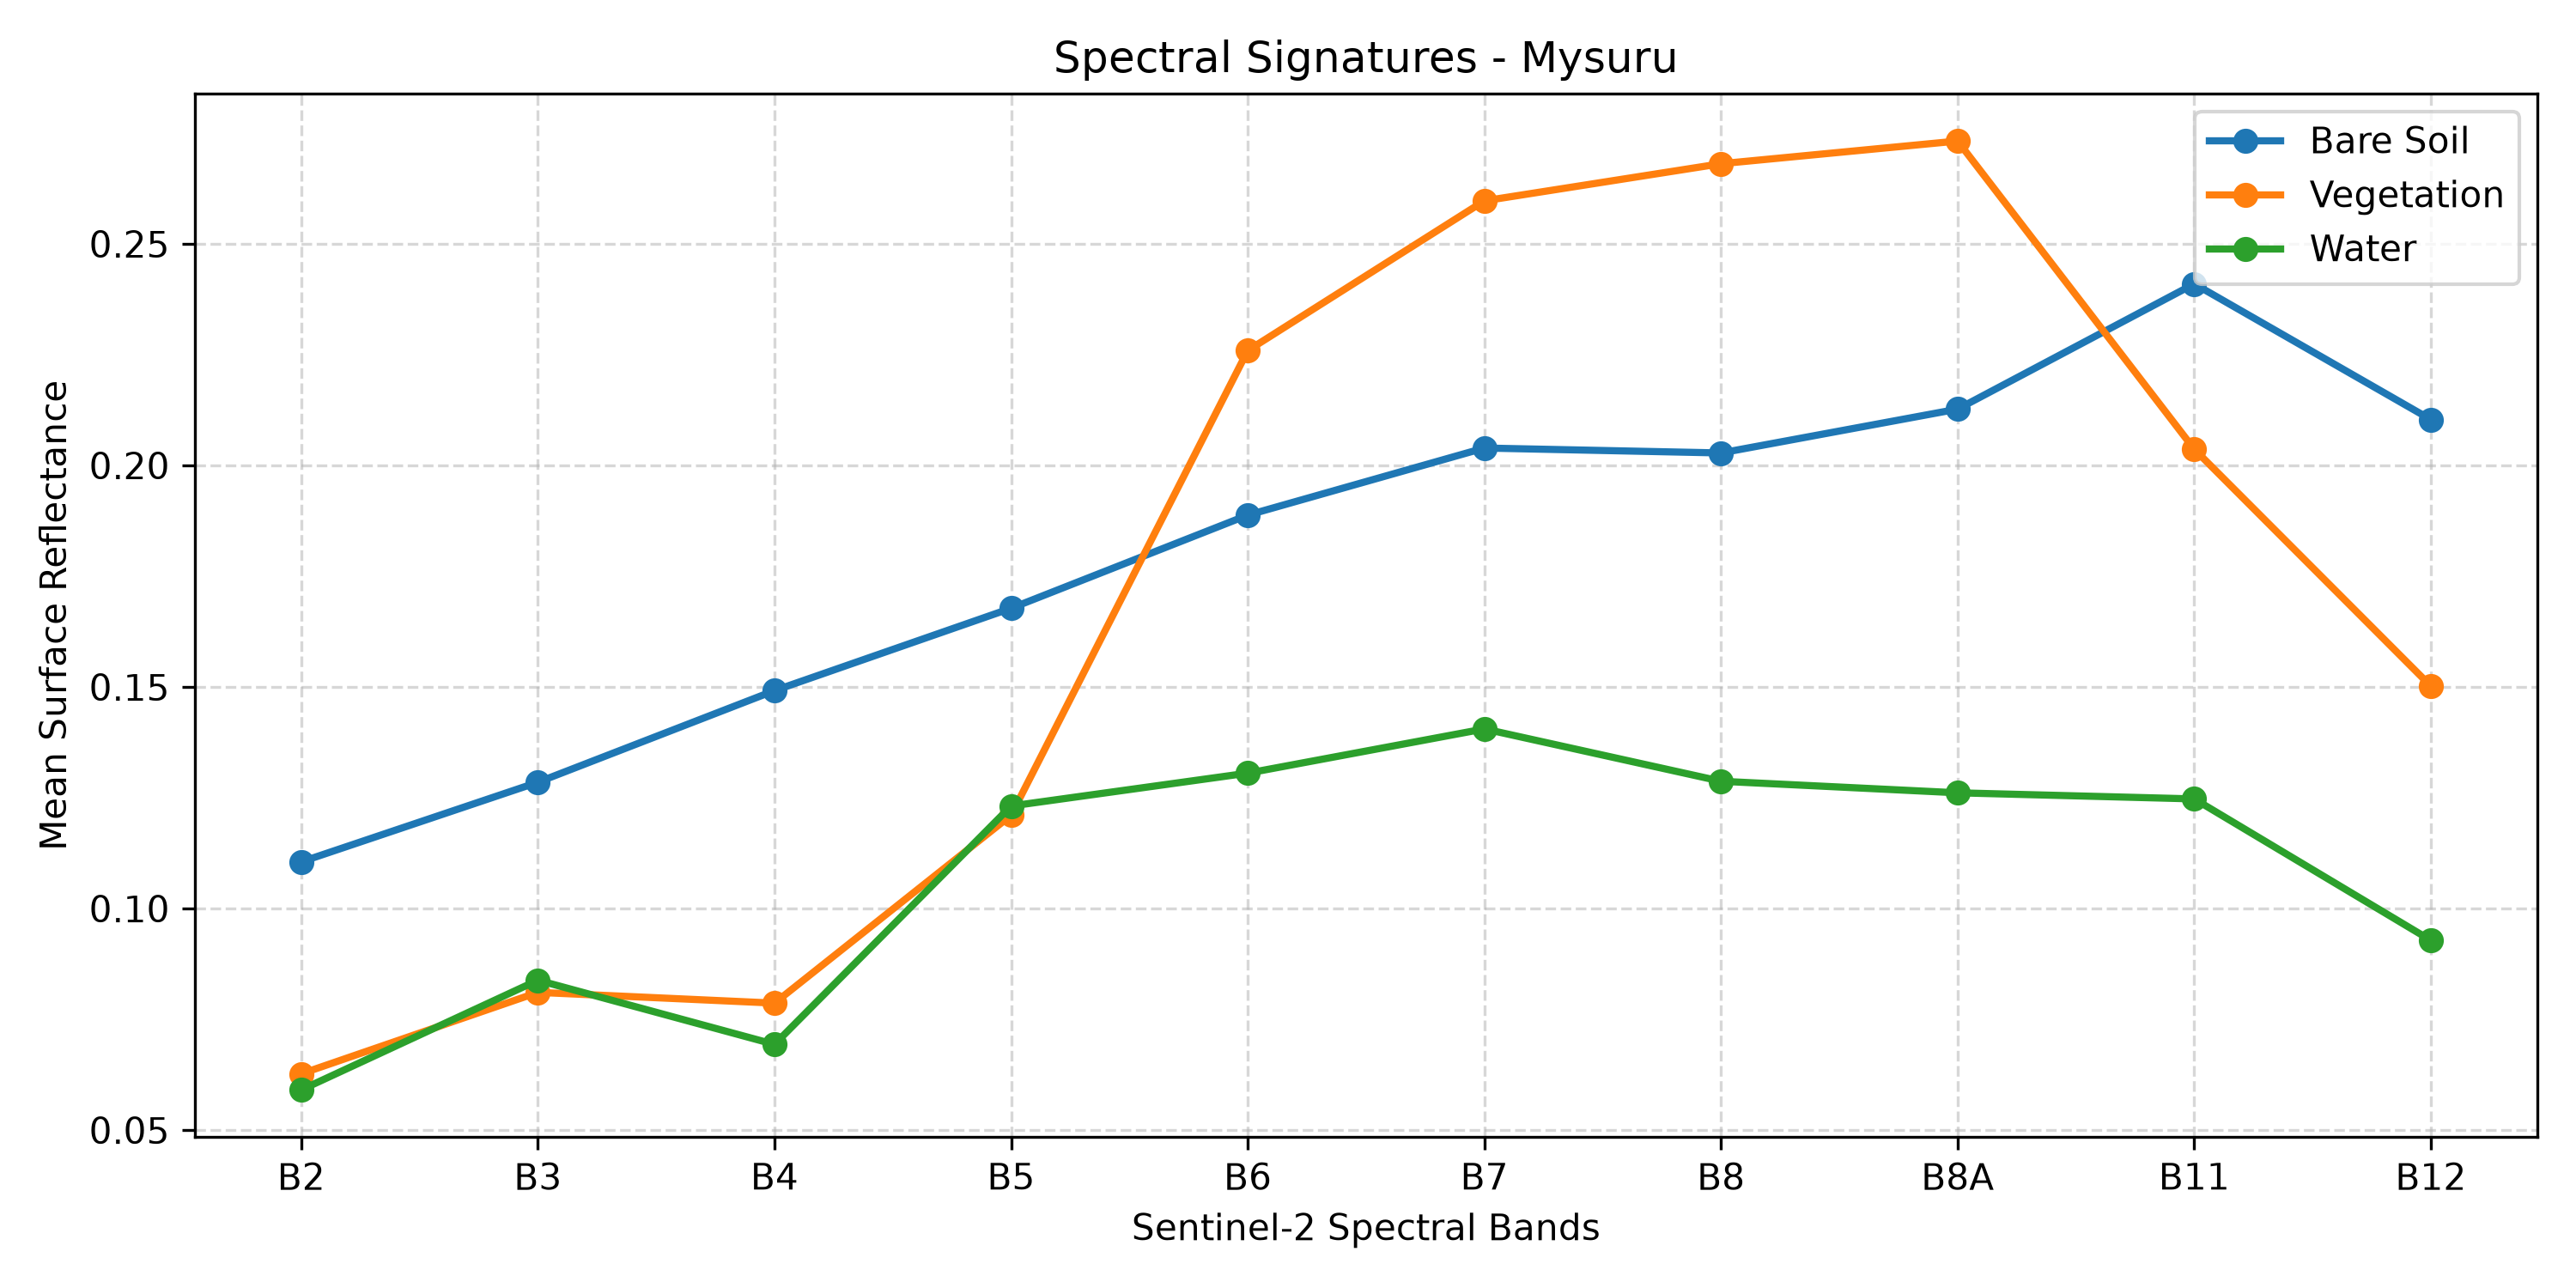 Spectral Signatures - Mysuru
Bare Soil
Vegetation
Water
Mean Surface Reflectance
0.25
0.20
0.15
0.10
0.05
B2 B3 B4 B5 B6 B7 B8 B8A B11 B12
Sentinel-2 Spectral Bands